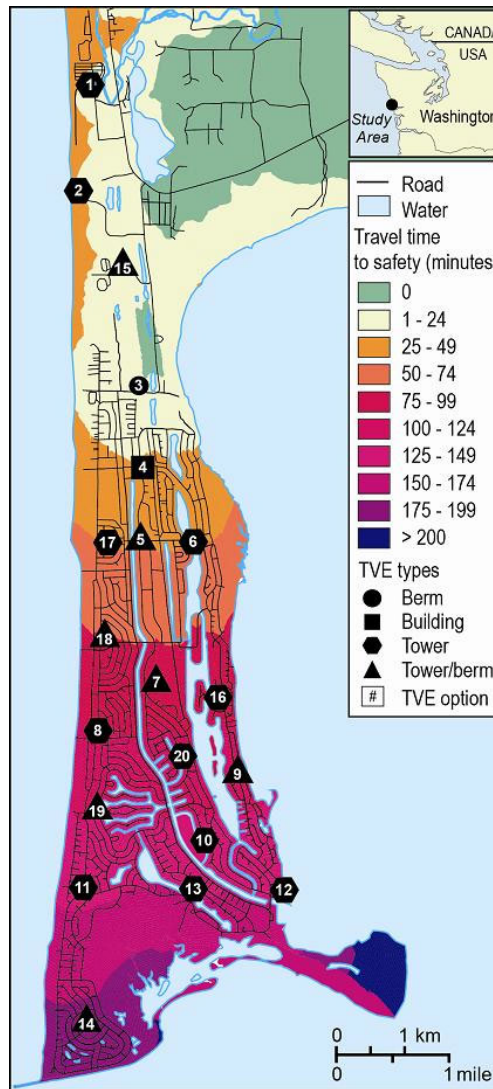 CANADA
USA
Study
Area
Washington
Road
Water
Travel time
to safety (minutes
0
1 - 24
25 - 49
50 - 74
75 - 99
100 - 124
125 - 149
150 - 174
175 - 199
> 200
TVE types
Berm
Building
Tower
Tower/berm
# TVE option
1
2
15
3
4
17 5 6
18
7
16
8
20
9
19
10
11 13 12
14
0 1 km
0 1 mile